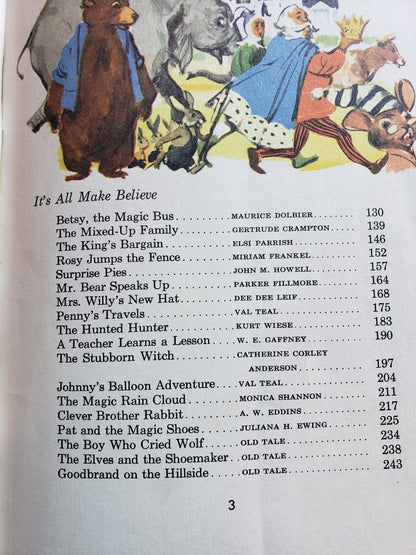 It's All Make Believe
Betsy, the Magic Bus.........MAURICE DOLBIER............130
The Mixed-Up Family.........GERTRUDE CRAMPTON........139
The King's Bargain...........ELSI PARRISH................146
Rosy Jumps the Fence........MIRIAM FRANKEL............152
Surprise Pies..................JOHN M. HOWELL............157
Mr. Bear Speaks Up..........PARKER FILLMORE...........164
Mrs. Willy's New Hat.........DEE DEE LEIF................168
Penny's Travels..............VAL TEAL....................175
The Hunted Hunter...........KURT WIESE..................183
A Teacher Learns a Lesson....W. E. GAFFNEY..............190
The Stubborn Witch..........CATHERINE CORLEY
ANDERSON..............197
Johnny's Balloon Adventure...VAL TEAL....................204
The Magic Rain Cloud........MONICA SHANNON............211
Clever Brother Rabbit........A. W. EDDINS................217
Pat and the Magic Shoes......JULIANA H. EWING...........225
The Boy Who Cried Wolf.....OLD TALE...................234
The Elves and the Shoemaker..OLD TALE...................238
Goodbrand on the Hillside....OLD TALE...................243
3